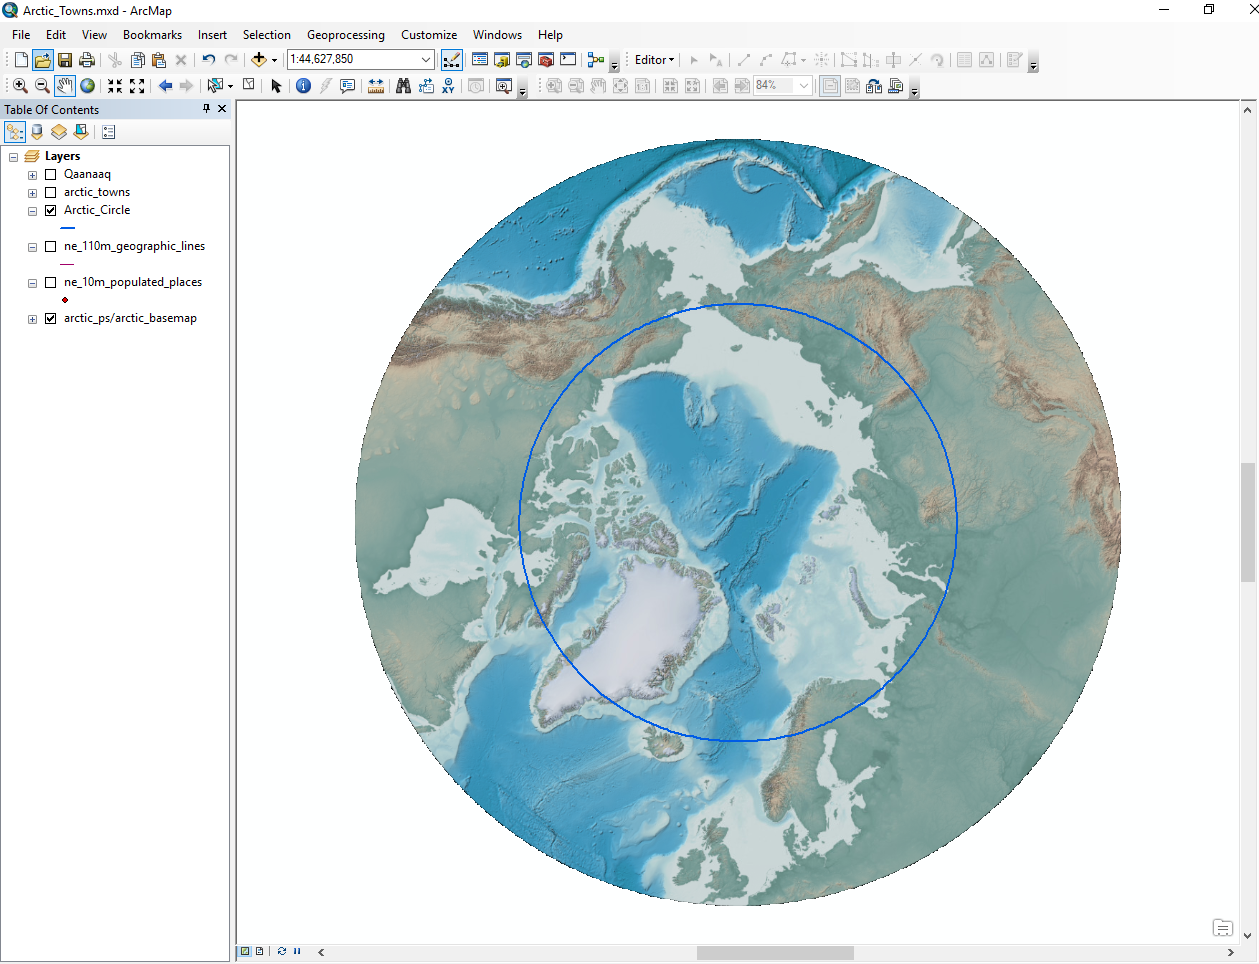 Arctic_Towns.mxd - ArcMap
File Edit View Bookmarks Insert Selection Geoprocessing Customize Windows Help
1:44,627,850
Editor
XY
84%
Table Of Contents
Layers
Qaanaaq
arctic_towns
Arctic_Circle
ne_110m_geographic_lines
ne_10m_populated_places
arctic_ps/arctic_basemap